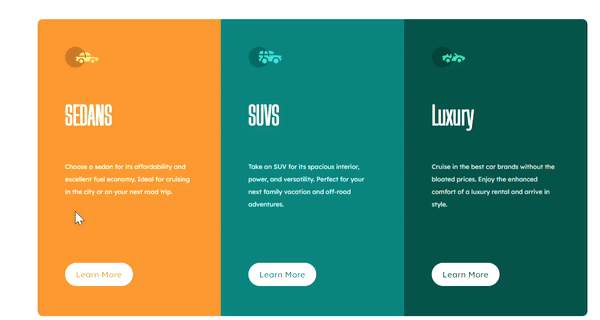 SEDANS
Choose a sedan for its affordability and
excellent fuel economy. Ideal for cruising
in the city or on your next road trip.
Learn More
SUVS
Take an SUV for its spacious interior,
power, and versatility. Perfect for your
next family vacation and off-road
adventures.
Learn More
Luxury
Cruise in the best car brands without the
bloated prices. Enjoy the enhanced
comfort of a luxury rental and arrive in
style.
Learn More